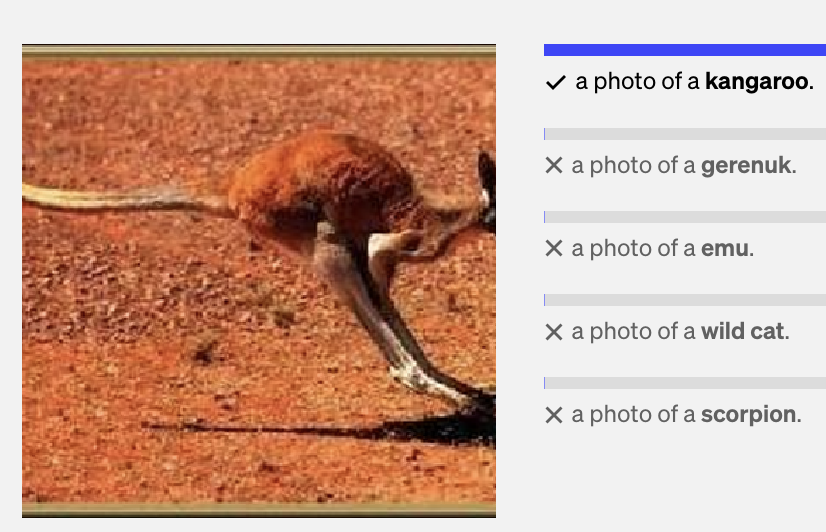 a photo of a kangaroo.
a photo of a gerenuk.
a photo of a emu.
a photo of a wild cat.
a photo of a scorpion.